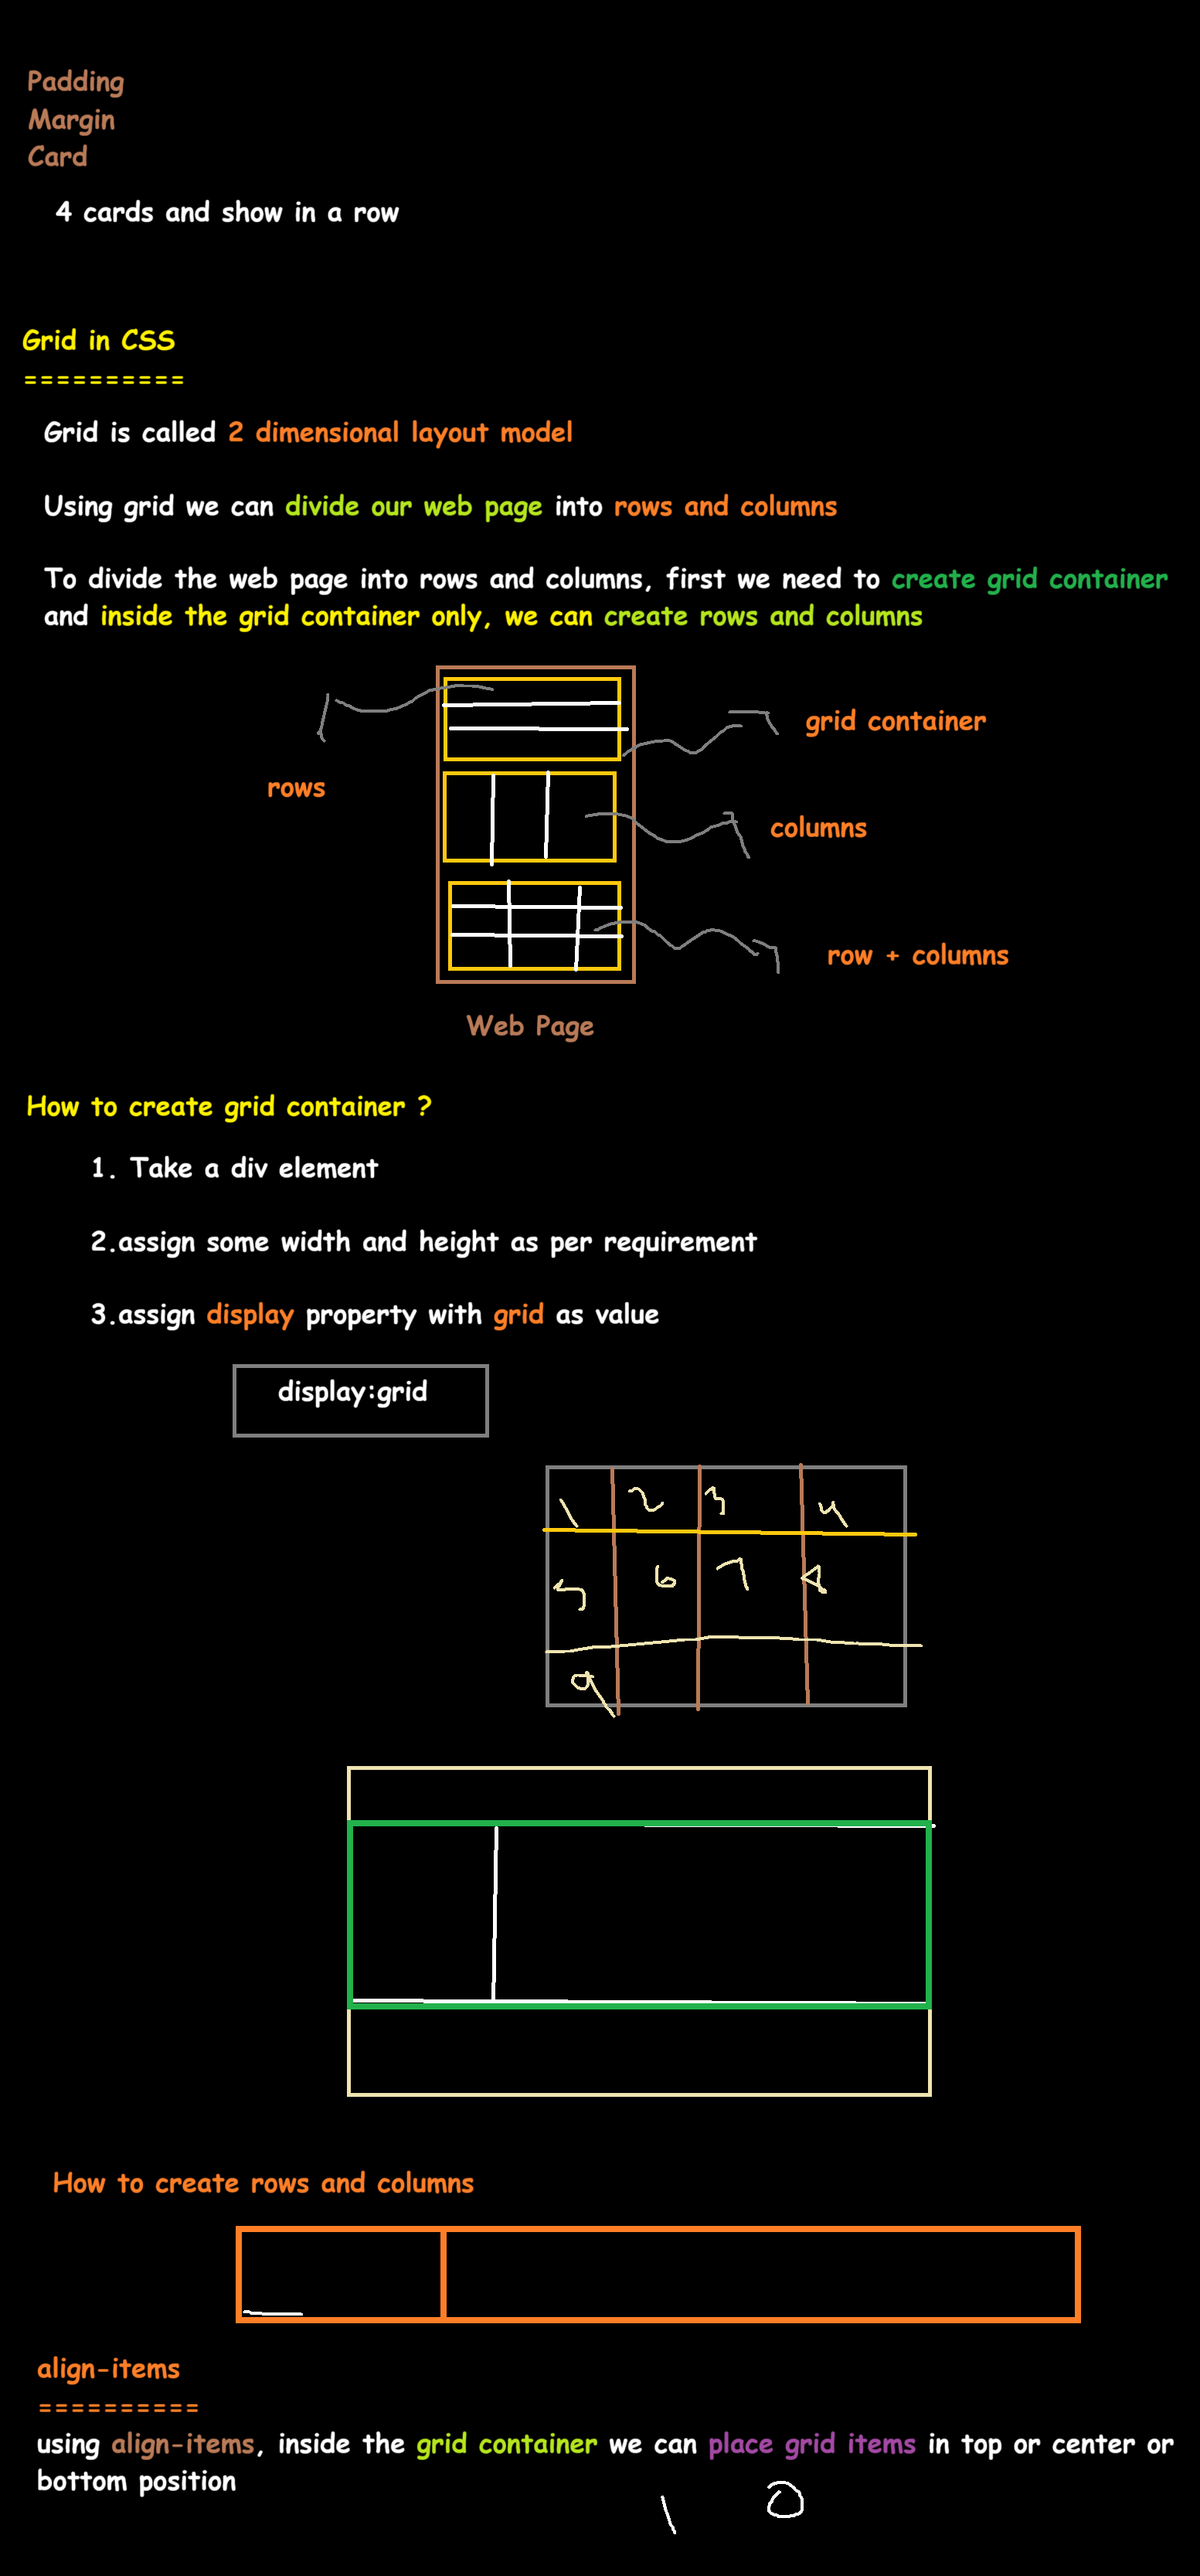 Padding
Margin
Card
4 cards and show in a row
Grid in CSS
==========
Grid is called 2 dimensional layout model
Using grid we can divide our web page into rows and columns
To divide the web page into rows and columns, first we need to create grid container
and inside the grid container only, we can create rows and columns
grid container
rows
columns
row + columns
Web Page
How to create grid container ?
1. Take a div element
2.assign some width and height as per requirement
3.assign display property with grid as value
display:grid
1 2 3 4
5 6 7 8
9
How to create rows and columns
align-items
==========
using align-items, inside the grid container we can place grid items in top or center or
bottom position
1 0